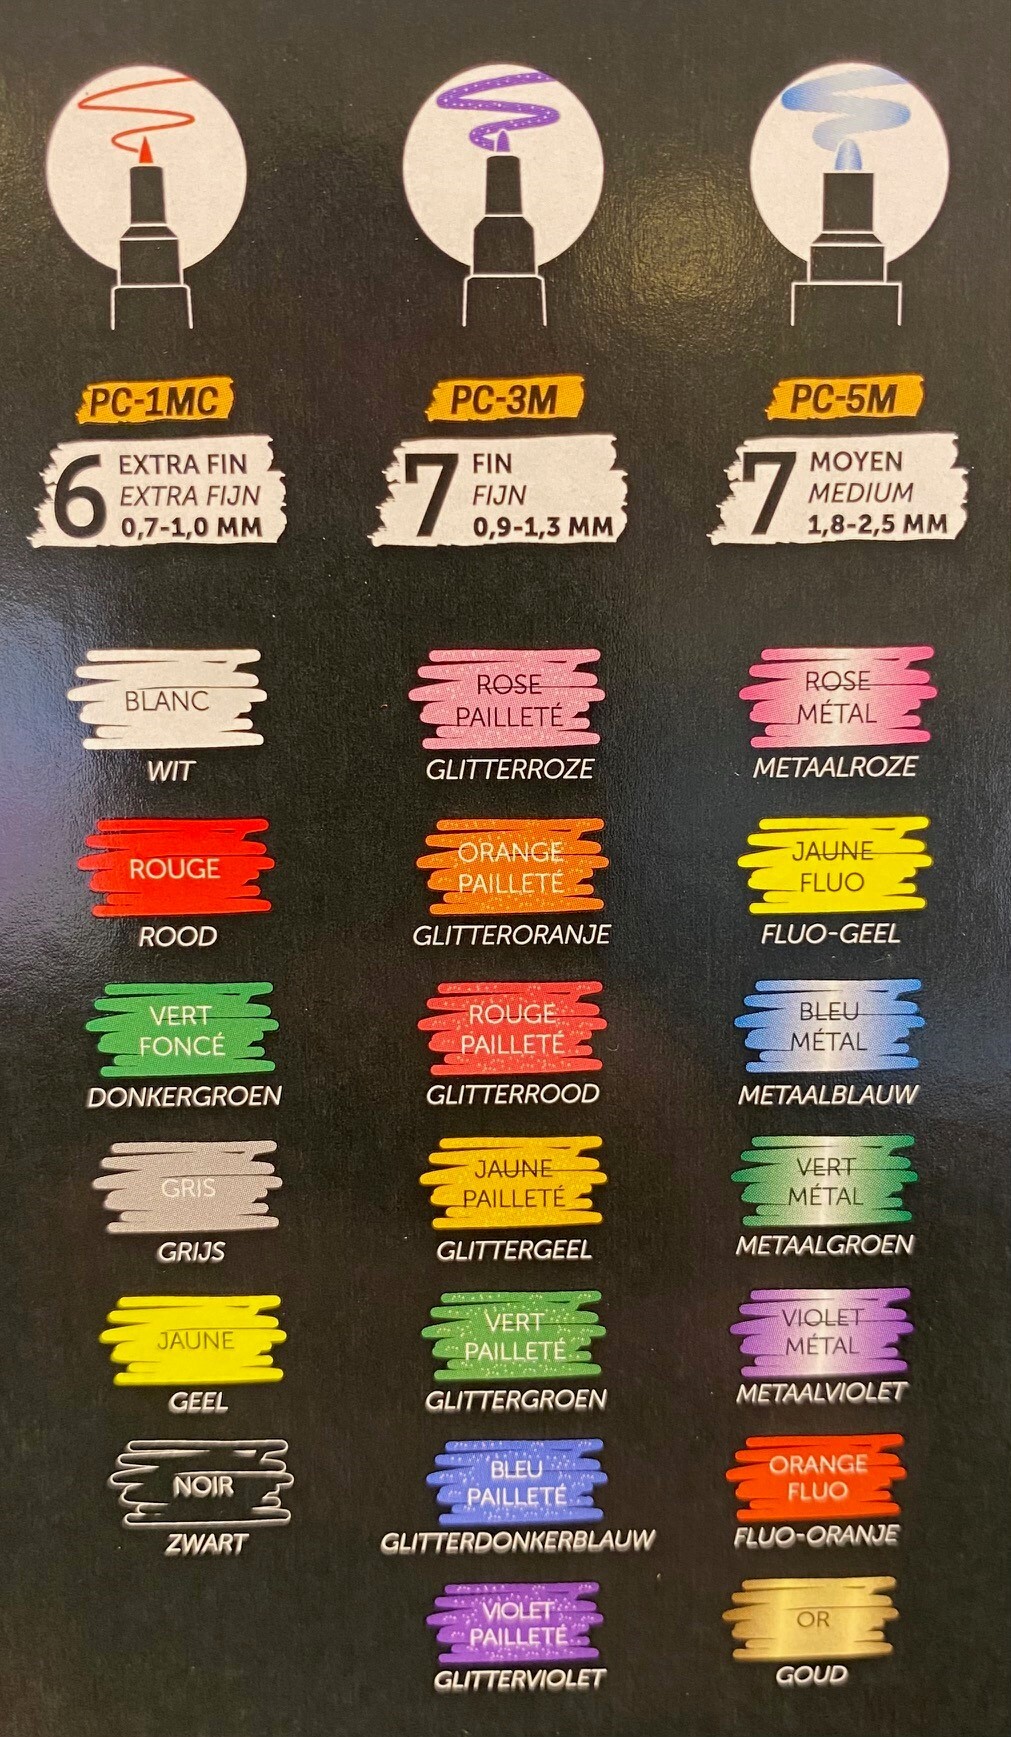 PC-1MC
6
EXTRA FIN
EXTRA FIJN
0,7-1,0 MM
BLANC
WIT
ROUGE
ROOD
VERT
FONCÉ
DONKERGROEN
GRIS
GRIJS
JAUNE
GEEL
NOIR
ZWART
PC-3M
7
FIN
FIJN
0,9-1,3 MM
ROSE
PAILLETÉ
GLITTERROZE
ORANGE
PAILLETÉ
GLITTERORANJE
ROUGE
PAILLETÉ
GLITTERROOD
JAUNE
PAILLETÉ
GLITTERGEEL
VERT
PAILLETÉ
GLITTERGROEN
BLEU
PAILLETÉ
GLITTERDONKERBLAUW
VIOLET
PAILLETÉ
GLITTERVIOLET
PC-5M
7
MOYEN
MEDIUM
1,8-2,5 MM
ROSE
MÉTAL
METAALROZE
JAUNE
FLUO
FLUO-GEEL
BLEU
MÉTAL
METAALBLAUW
VERT
MÉTAL
METAALGROEN
VIOLET
MÉTAL
METAALVIOLET
ORANGE
FLUO
FLUO-ORANJE
OR
GOUD